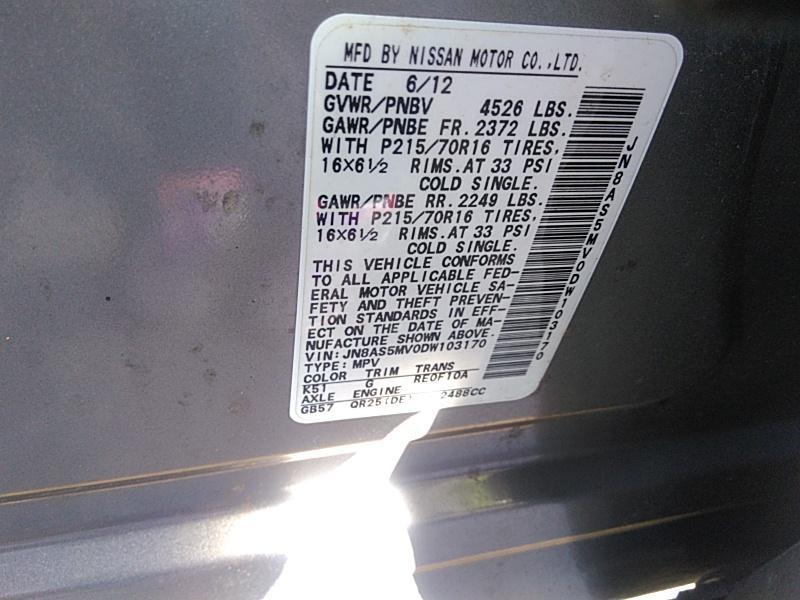 MFD BY NISSAN MOTOR CO.,LTD.
DATE 6/12
GVWR/PNBV 4526 LBS.
GAWR/PNBE FR. 2372 LBS.
WITH P215/70R16 TIRES,
16X6½ RIMS.AT 33 PSI
COLD SINGLE.
GAWR/PNBE RR. 2249 LBS.
WITH P215/70R16 TIRES,
16X6½ RIMS.AT 33 PSI
COLD SINGLE.
THIS VEHICLE CONFORMS
TO ALL APPLICABLE FED-
ERAL MOTOR VEHICLE SA-
FETY AND THEFT PREVEN-
TION STANDARDS IN EFF-
ECT ON THE DATE OF MA-
NUFACTURE SHOWN ABOVE.
VIN:JN8AS5MV0DW103170
TYPE:MPV
COLOR TRIM TRANS
K51 G RE0F10A
AXLE ENGINE
GB57 QR25(DE) 2488CC
JN8AS5MV0DW103170